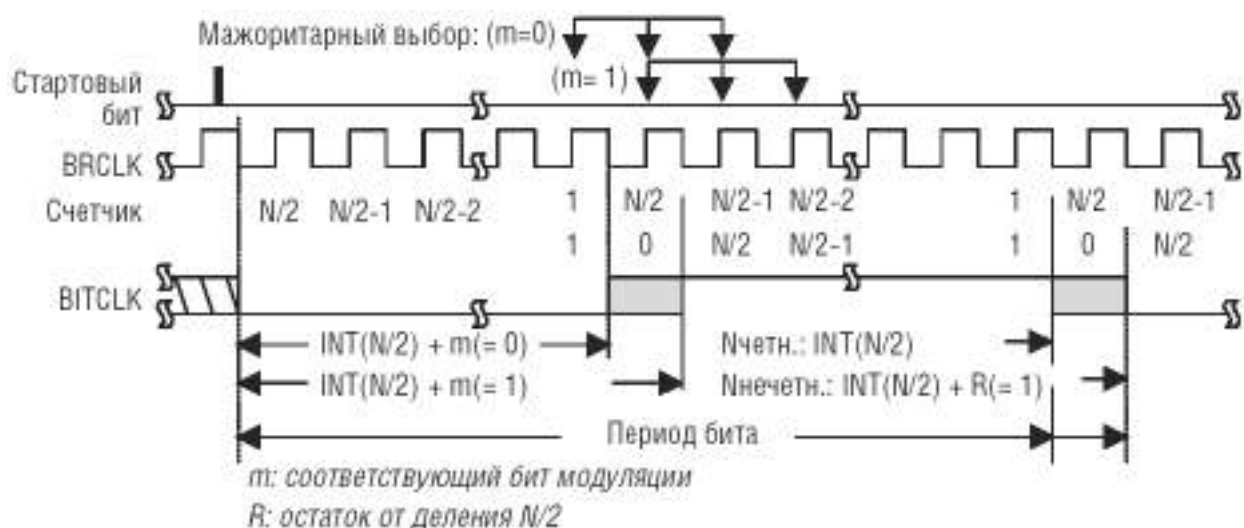 Мажоритарный выбор: (m=0)
(m= 1)
Стартовый
бит
BRCLK
Счетчик
N/2 N/2-1 N/2-2 1 N/2 N/2-1 N/2-2 1 N/2 N/2-1
1 0 N/2 N/2-1 1 0 N/2
BITCLK
INT(N/2) + m(= 0) Nчетн.: INT(N/2)
INT(N/2) + m(= 1) Nнечетн.: INT(N/2) + R(= 1)
Период бита
m: соответствующий бит модуляции
R: остаток от деления N/2